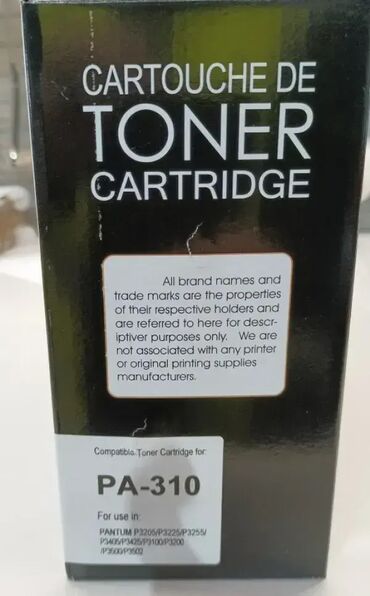 CARTOUCHE DE
TONER
CARTRIDGE
All brand names and
trade marks are the properties
of their respective holders and
are referred to here for descr-
iptiver purposes only. We are
not associated with any printer
or original printing supplies
manufacturers.
Compatible Toner Cartridge for:
PA-310
For use in:
PANTUM P3205/P3225/P3255/
P3405/P3425/P3100/P3200
/P3500/P3502